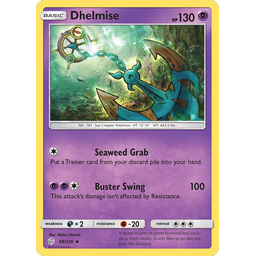 BASIC Dhelmise HP130
NO. 781 Sea Creeper Pokémon HT: 12'10" WT: 463.0 lbs.
Seaweed Grab
Put a Trainer card from your discard pile into your hand.
Buster Swing 100
This attack's damage isn't affected by Resistance.
weakness ×2 resistance -20 retreat
98/236